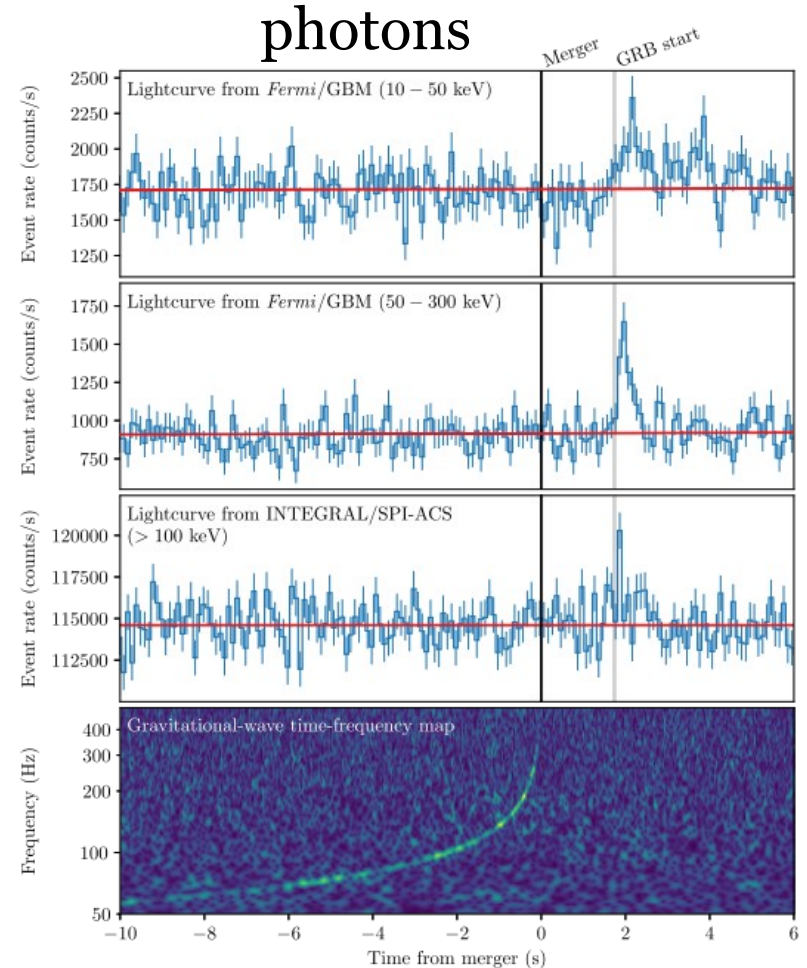 photons
Merger
GRB start
Lightcurve from Fermi/GBM (10 − 50 keV)
Event rate (counts/s)
2500
2250
2000
1750
1500
1250
Lightcurve from Fermi/GBM (50 − 300 keV)
Event rate (counts/s)
1750
1500
1250
1000
750
Lightcurve from INTEGRAL/SPI-ACS
(> 100 keV)
Event rate (counts/s)
120000
117500
115000
112500
Gravitational-wave time-frequency map
Frequency (Hz)
400
300
200
100
50
−10 −8 −6 −4 −2 0 2 4 6
Time from merger (s)